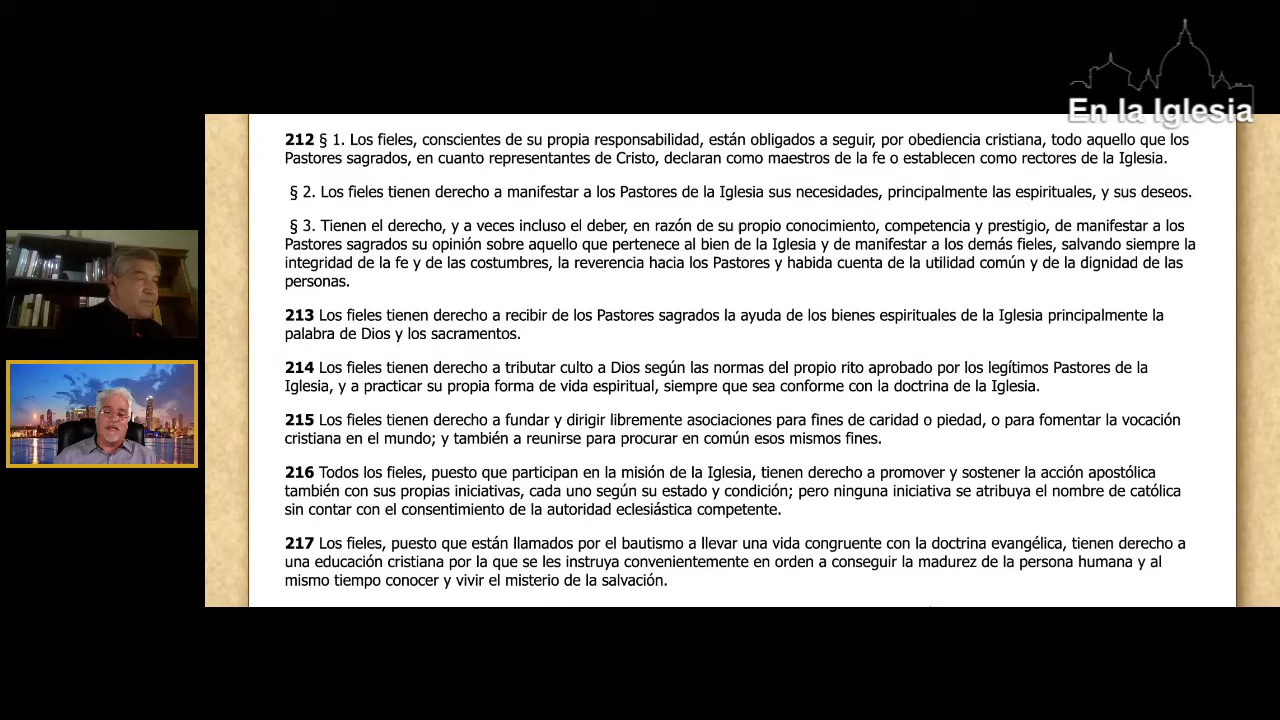 En la Iglesia
212 § 1. Los fieles, conscientes de su propia responsabilidad, están obligados a seguir, por obediencia cristiana, todo aquello que los
Pastores sagrados, en cuanto representantes de Cristo, declaran como maestros de la fe o establecen como rectores de la Iglesia.
§ 2. Los fieles tienen derecho a manifestar a los Pastores de la Iglesia sus necesidades, principalmente las espirituales, y sus deseos.
§ 3. Tienen el derecho, y a veces incluso el deber, en razón de su propio conocimiento, competencia y prestigio, de manifestar a los
Pastores sagrados su opinión sobre aquello que pertenece al bien de la Iglesia y de manifestar a los demás fieles, salvando siempre la
integridad de la fe y de las costumbres, la reverencia hacia los Pastores y habida cuenta de la utilidad común y de la dignidad de las
personas.
213 Los fieles tienen derecho a recibir de los Pastores sagrados la ayuda de los bienes espirituales de la Iglesia principalmente la
palabra de Dios y los sacramentos.
214 Los fieles tienen derecho a tributar culto a Dios según las normas del propio rito aprobado por los legítimos Pastores de la
Iglesia, y a practicar su propia forma de vida espiritual, siempre que sea conforme con la doctrina de la Iglesia.
215 Los fieles tienen derecho a fundar y dirigir libremente asociaciones para fines de caridad o piedad, o para fomentar la vocación
cristiana en el mundo; y también a reunirse para procurar en común esos mismos fines.
216 Todos los fieles, puesto que participan en la misión de la Iglesia, tienen derecho a promover y sostener la acción apostólica
también con sus propias iniciativas, cada uno según su estado y condición; pero ninguna iniciativa se atribuya el nombre de católica
sin contar con el consentimiento de la autoridad eclesiástica competente.
217 Los fieles, puesto que están llamados por el bautismo a llevar una vida congruente con la doctrina evangélica, tienen derecho a
una educación cristiana por la que se les instruya convenientemente en orden a conseguir la madurez de la persona humana y al
mismo tiempo conocer y vivir el misterio de la salvación.